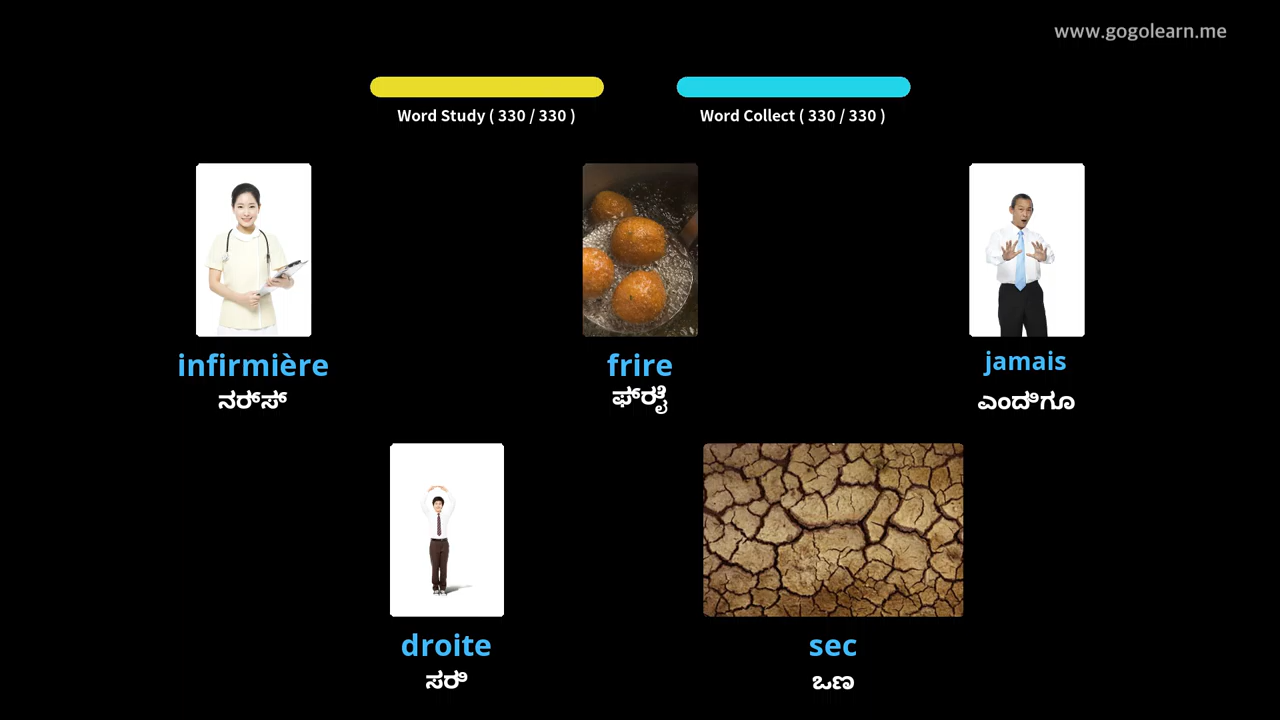 www.gogolearn.me
Word Study ( 330 / 330 )
Word Collect ( 330 / 330 )
infirmière
ನರ್ಸ್
frire
ಫ್ರೈ
jamais
ಎಂದಿಗೂ
droite
ಸರಿ
sec
ಒಣ